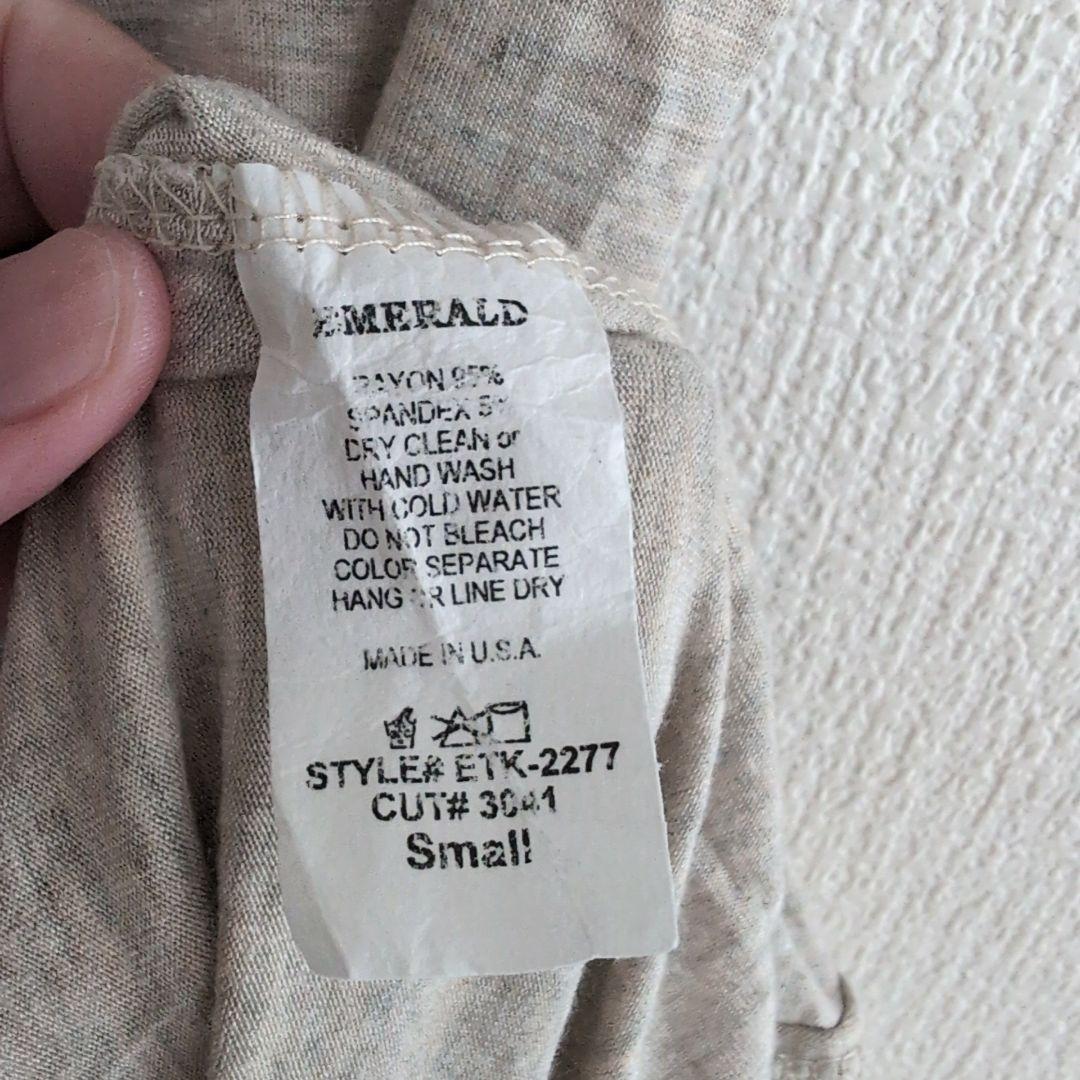 EMERALD
RAYON 95%
SPANDEX 5%
DRY CLEAN or
HAND WASH
WITH COLD WATER
DO NOT BLEACH
COLOR SEPARATE
HANG OR LINE DRY
MADE IN U.S.A.
STYLE# ETK-2277
CUT# 3041
Small